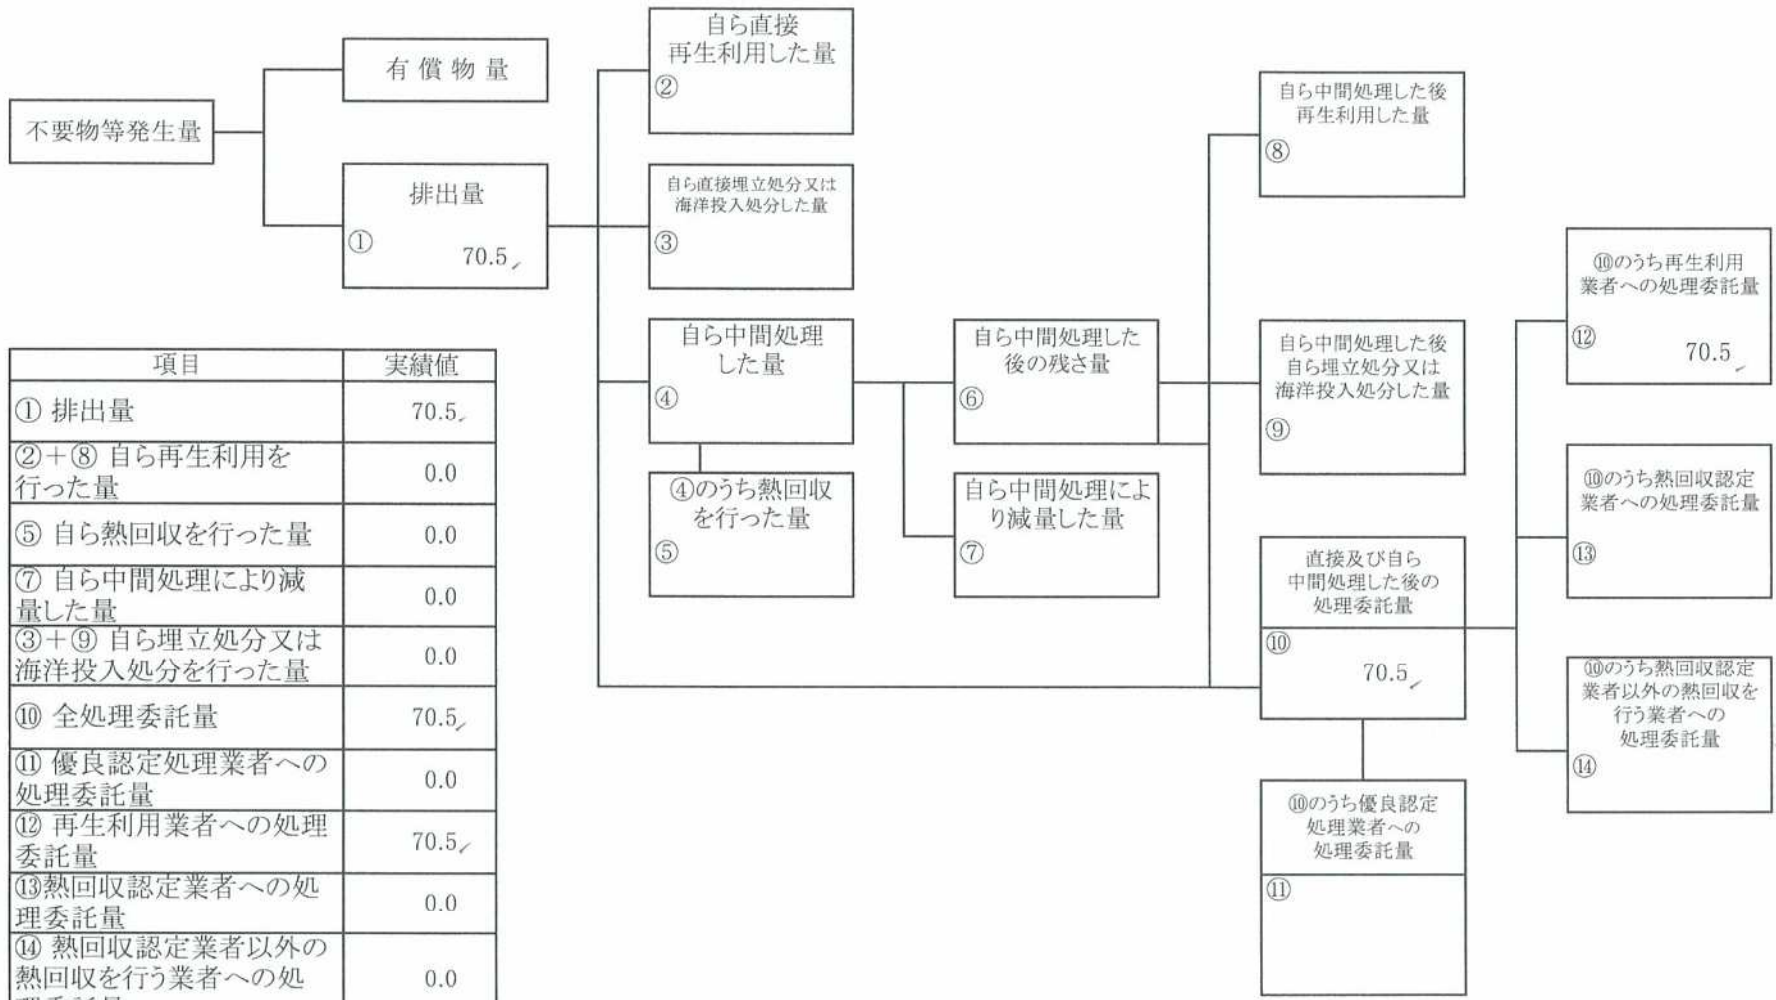 不要物等発生量
有償物量
排出量
①
70.5
自ら直接
再生利用した量
②
自ら直接埋立処分又は
海洋投入処分した量
③
自ら中間処理
した量
④
④のうち熱回収
を行った量
⑤
自ら中間処理した
後の残さ量
⑥
自ら中間処理によ
り減量した量
⑦
自ら中間処理した後
再生利用した量
⑧
自ら中間処理した後
自ら埋立処分又は
海洋投入処分した量
⑨
直接及び自ら
中間処理した後の
処理委託量
⑩
70.5
⑩のうち優良認定
処理業者への
処理委託量
⑪
⑩のうち再生利用
業者への処理委託量
⑫
70.5
⑩のうち熱回収認定
業者への処理委託量
⑬
⑩のうち熱回収認定
業者以外の熱回収を
行う業者への
処理委託量
⑭
項目 実績値
① 排出量 70.5
②+⑧ 自ら再生利用を
行った量 0.0
⑤ 自ら熱回収を行った量 0.0
⑦ 自ら中間処理により減
量した量 0.0
③+⑨ 自ら埋立処分又は
海洋投入処分を行った量 0.0
⑩ 全処理委託量 70.5
⑪ 優良認定処理業者への
処理委託量 0.0
⑫ 再生利用業者への処理
委託量 70.5
⑬熱回収認定業者への処
理委託量 0.0
⑭ 熱回収認定業者以外の
熱回収を行う業者への処 0.0